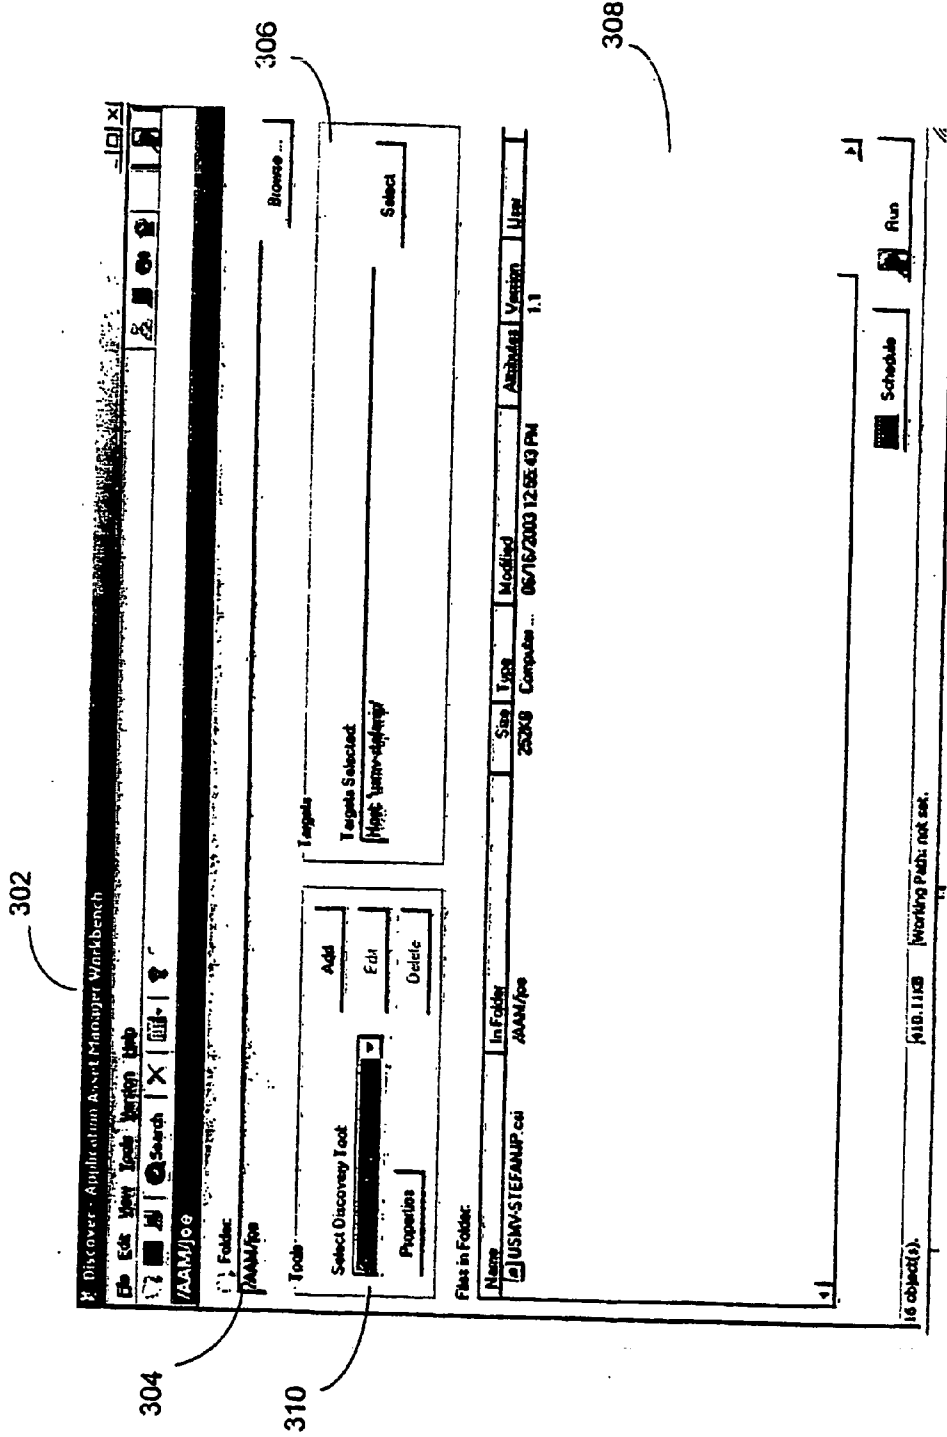 302
Discover - Application Asset Manager Workbench
File Edit View Tools Version Help
Search
/AAM/joe
304
Folder:
/AAM/joe
Browse ...
306
Tools
Select Discovery Tool:
310
Properties
Add
Edit
Delete
Targets
Targets Selected:
Select
308
Files in Folder:
Name In Folder Size Type Modified Attributes Version User
USMV-STEFANJP.csi /AAM/joe 252KB Computer ... 06/16/2003 12:55:43 PM 1.1
Schedule Run
16 object(s). 410.11KB Working Path: not set.